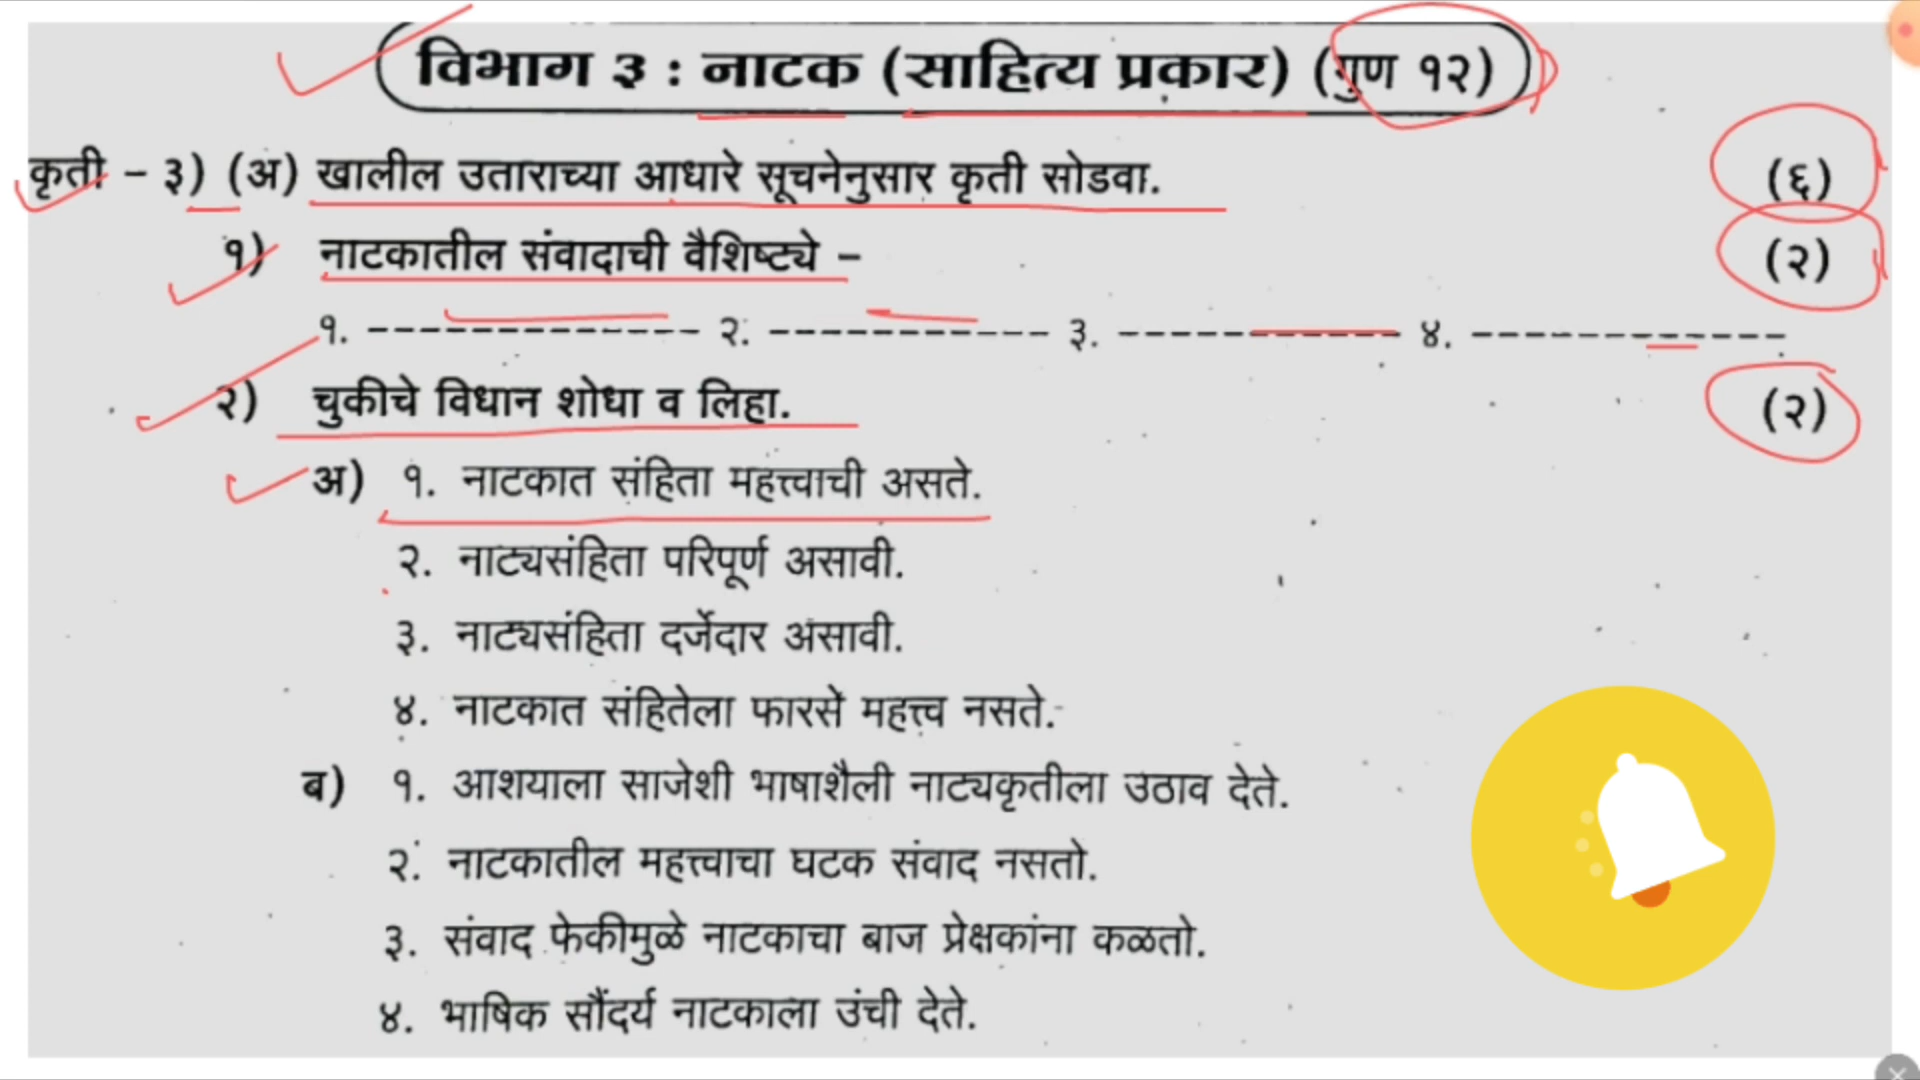 विभाग ३ : नाटक (साहित्य प्रकार) (गुण १२)
कृती – ३) (अ) खालील उताराच्या आधारे सूचनेनुसार कृती सोडवा. (६)
१) नाटकातील संवादाची वैशिष्ट्ये – (२)
१. ------------- २. ------------ ३. ------------ ४. -------------
२) चुकीचे विधान शोधा व लिहा. (२)
अ) १. नाटकात संहिता महत्त्वाची असते.
२. नाट्यसंहिता परिपूर्ण असावी.
३. नाट्यसंहिता दर्जेदार असावी.
४. नाटकात संहितेला फारसे महत्त्व नसते.
ब) १. आशयाला साजेशी भाषाशैली नाट्यकृतीला उठाव देते.
२. नाटकातील महत्त्वाचा घटक संवाद नसतो.
३. संवाद फेकीमुळे नाटकाचा बाज प्रेक्षकांना कळतो.
४. भाषिक सौंदर्य नाटकाला उंची देते.